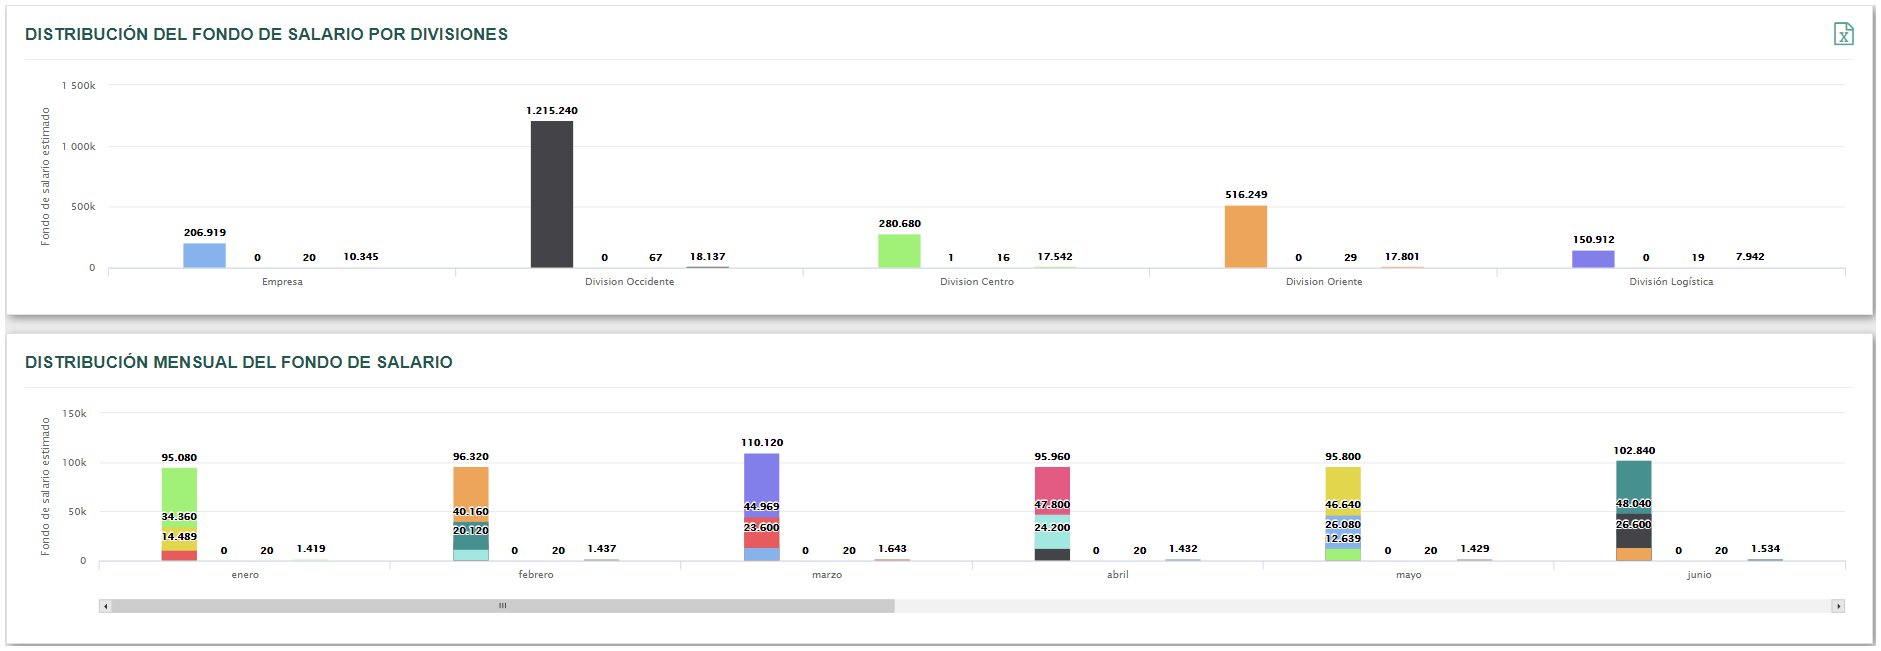 DISTRIBUCIÓN DEL FONDO DE SALARIO POR DIVISIONES
X
Fondo de salario estimado
1 500k
1 000k
500k
0
206.919
0
20
10.345
1.215.240
0
67
18.137
280.680
1
16
17.542
516.249
0
29
17.801
150.912
0
19
7.942
Empresa
Division Occidente
Division Centro
Division Oriente
División Logística
DISTRIBUCIÓN MENSUAL DEL FONDO DE SALARIO
Fondo de salario estimado
150k
100k
50k
0
95.080
34.360
14.489
0
20
1.419
96.320
40.160
20.120
0
20
1.437
110.120
44.969
23.600
0
20
1.643
95.960
47.800
24.200
0
20
1.432
95.800
46.640
26.080
12.639
0
20
1.429
102.840
48.040
26.600
0
20
1.534
enero
febrero
marzo
abril
mayo
junio